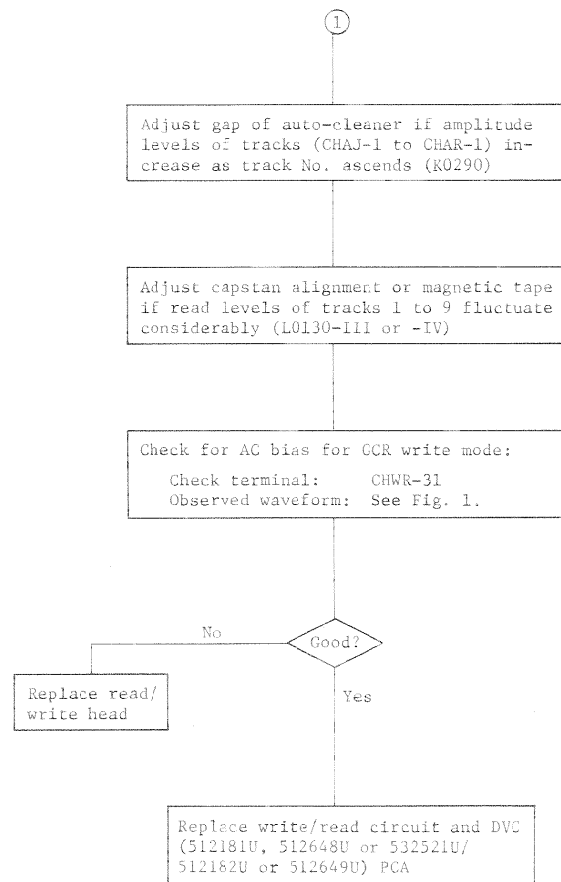 1
Adjust gap of auto-cleaner if amplitude
levels of tracks (CHAJ-1 to CHAR-1) in-
crease as track No. ascends (K0290)
Adjust capstan alignment or magnetic tape
if read levels of tracks 1 to 9 fluctuate
considerably (L0130-III or -IV)
Check for AC bias for GCR write mode:
Check terminal: CHWR-31
Observed waveform: See Fig. 1.
No
Good?
Replace read/
write head
Yes
Replace write/read circuit and DVC
(512181U, 512648U or 532521U/
512182U or 512649U) PCA